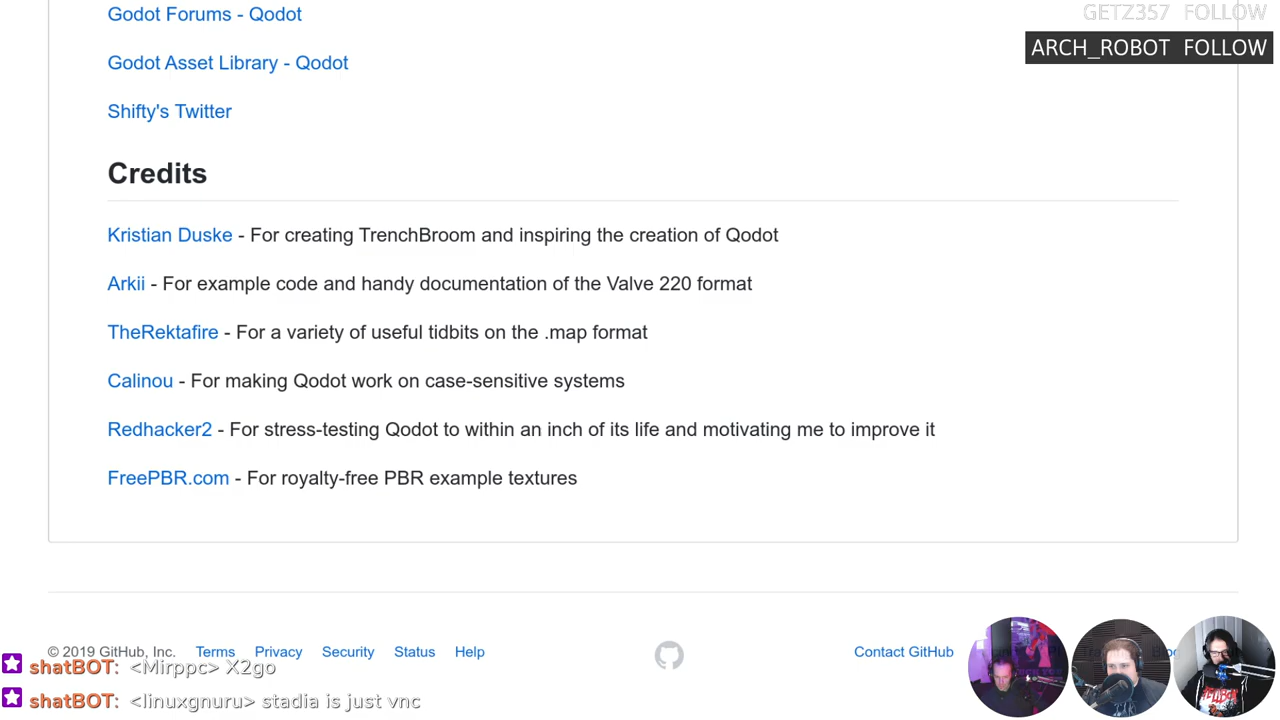 GETZ357 FOLLOW
Godot Forums - Qodot
ARCH_ROBOT FOLLOW
Godot Asset Library - Qodot
Shifty's Twitter
Credits
Kristian Duske - For creating TrenchBroom and inspiring the creation of Qodot
Arkii - For example code and handy documentation of the Valve 220 format
TheRektafire - For a variety of useful tidbits on the .map format
Calinou - For making Qodot work on case-sensitive systems
Redhacker2 - For stress-testing Qodot to within an inch of its life and motivating me to improve it
FreePBR.com - For royalty-free PBR example textures
© 2019 GitHub, Inc. Terms Privacy Security Status Help Contact GitHub
shatBOT: <Mirppc> X2go
shatBOT: <linuxgnuru> stadia is just vnc